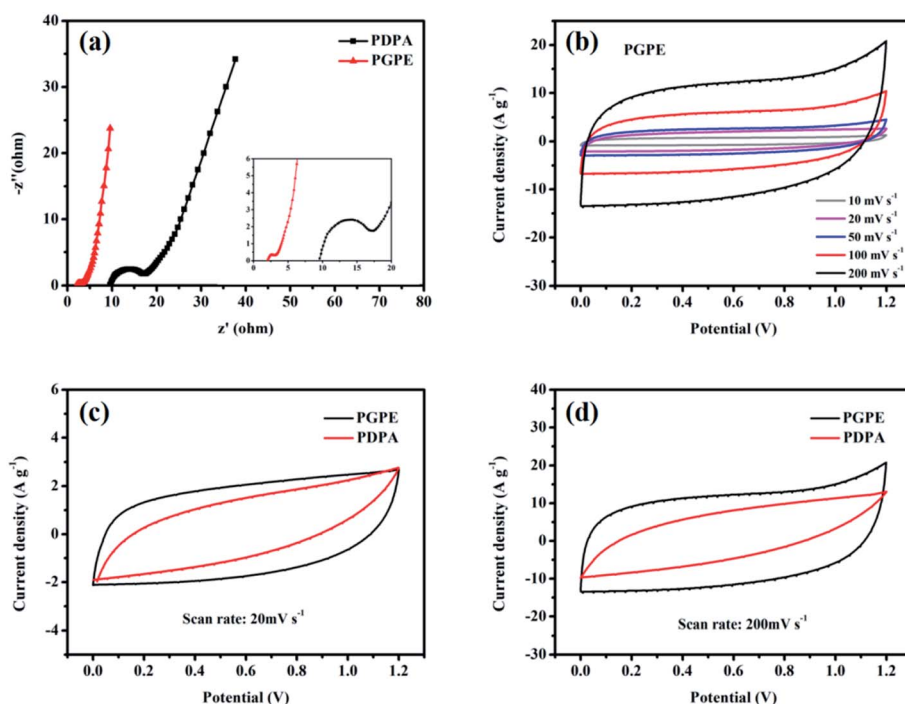 (a)
PDPA
PGPE
-z''(ohm)
40
30
20
10
0
0 10 20 30 40 50 60 70 80
z' (ohm)
6
5
4
3
2
1
0
0 5 10 15 20
(b)
PGPE
Current density (A g-1)
20
10
0
-10
-20
-30
0.0 0.2 0.4 0.6 0.8 1.0 1.2
Potential (V)
10 mV s-1
20 mV s-1
50 mV s-1
100 mV s-1
200 mV s-1
(c)
PGPE
PDPA
Current density (A g-1)
6
4
2
0
-2
-4
Scan rate: 20mV s-1
0.0 0.2 0.4 0.6 0.8 1.0 1.2
Potential (V)
(d)
PGPE
PDPA
Current density (A g-1)
40
30
20
10
0
-10
-20
-30
Scan rate: 200mV s-1
0.0 0.2 0.4 0.6 0.8 1.0 1.2
Potential (V)